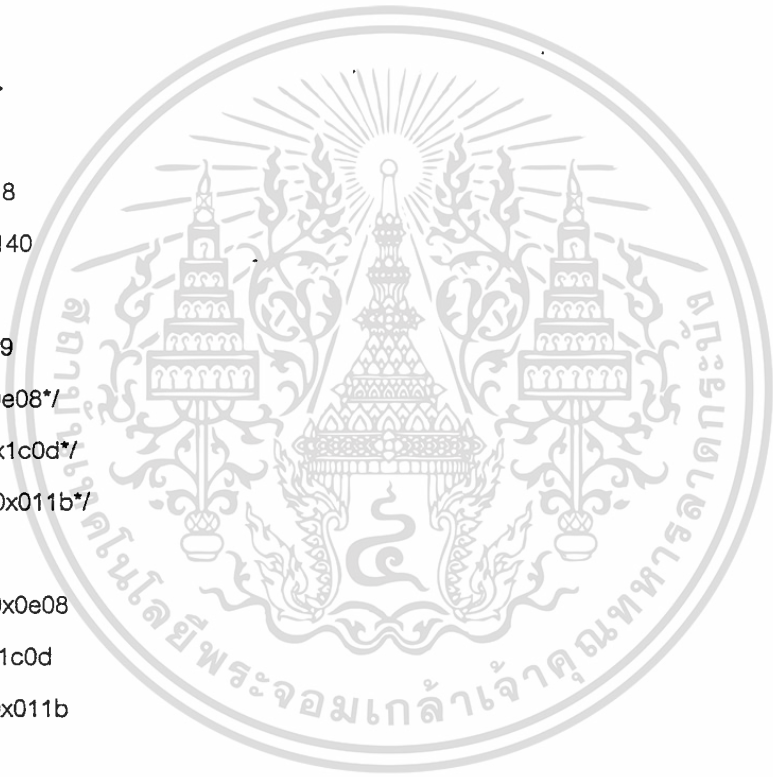 8
140
9
e08*/
x1c0d*/
0x011b*/
0x0e08
1c0d
0x011b
สถาบันเทคโนโลยีพระจอมเกล้าเจ้าคุณทหารลาดกระบัง